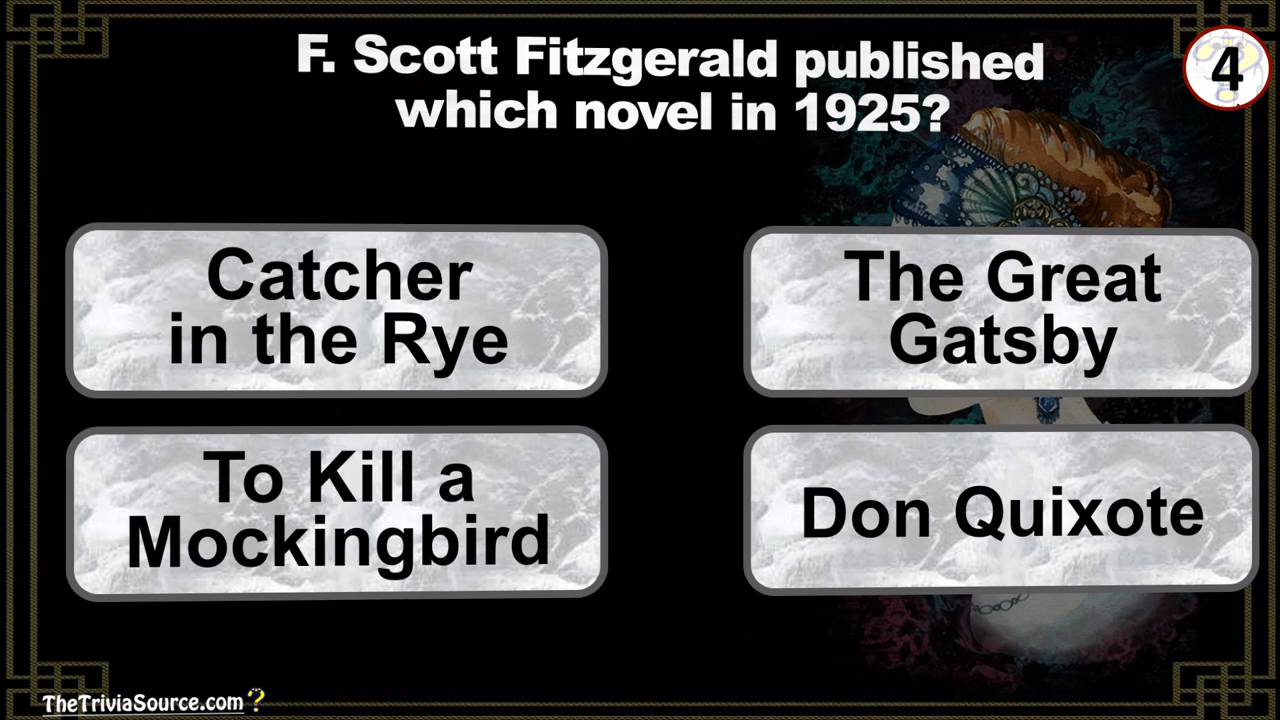 F. Scott Fitzgerald published
which novel in 1925?
4
Catcher
in the Rye
The Great
Gatsby
To Kill a
Mockingbird
Don Quixote
TheTriviaSource.com?